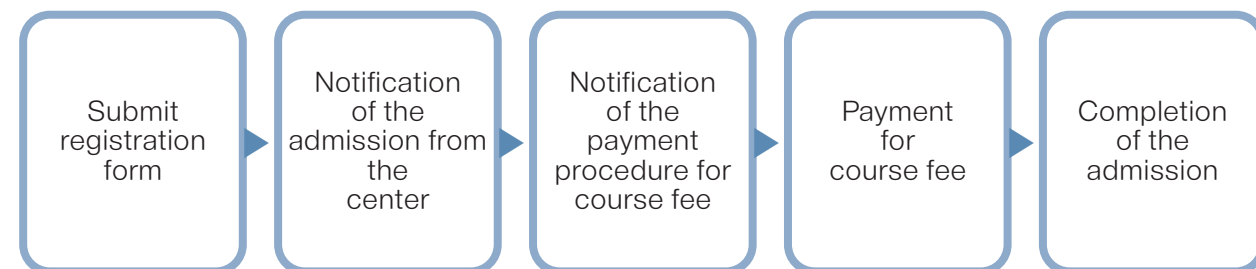 Submit
registration
form
Notification
of the
admission from
the
center
Notification
of the
payment
procedure for
course fee
Payment
for
course fee
Completion
of the
admission